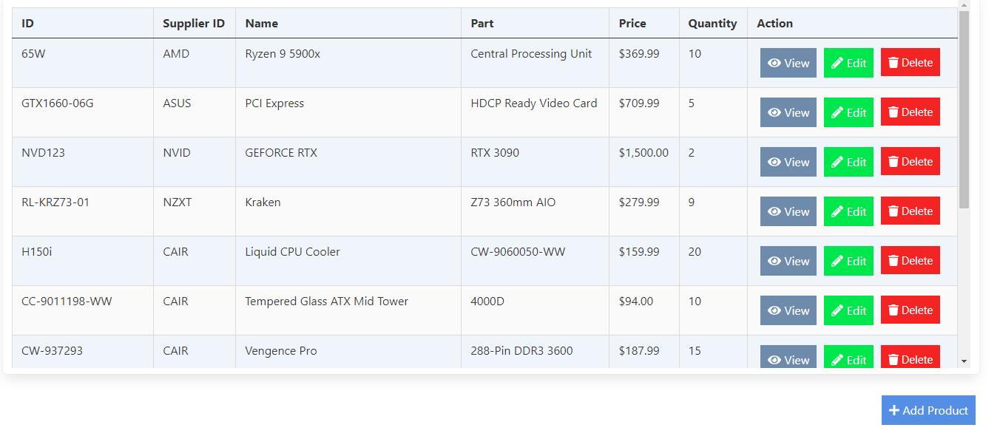 ID Supplier ID Name Part Price Quantity Action
65W AMD Ryzen 9 5900x Central Processing Unit $369.99 10 View Edit Delete
GTX1660-06G ASUS PCI Express HDCP Ready Video Card $709.99 5 View Edit Delete
NVD123 NVID GEFORCE RTX RTX 3090 $1,500.00 2 View Edit Delete
RL-KRZ73-01 NZXT Kraken Z73 360mm AIO $279.99 9 View Edit Delete
H150i CAIR Liquid CPU Cooler CW-9060050-WW $159.99 20 View Edit Delete
CC-9011198-WW CAIR Tempered Glass ATX Mid Tower 4000D $94.00 10 View Edit Delete
CW-937293 CAIR Vengence Pro 288-Pin DDR3 3600 $187.99 15 View Edit Delete
Add Product